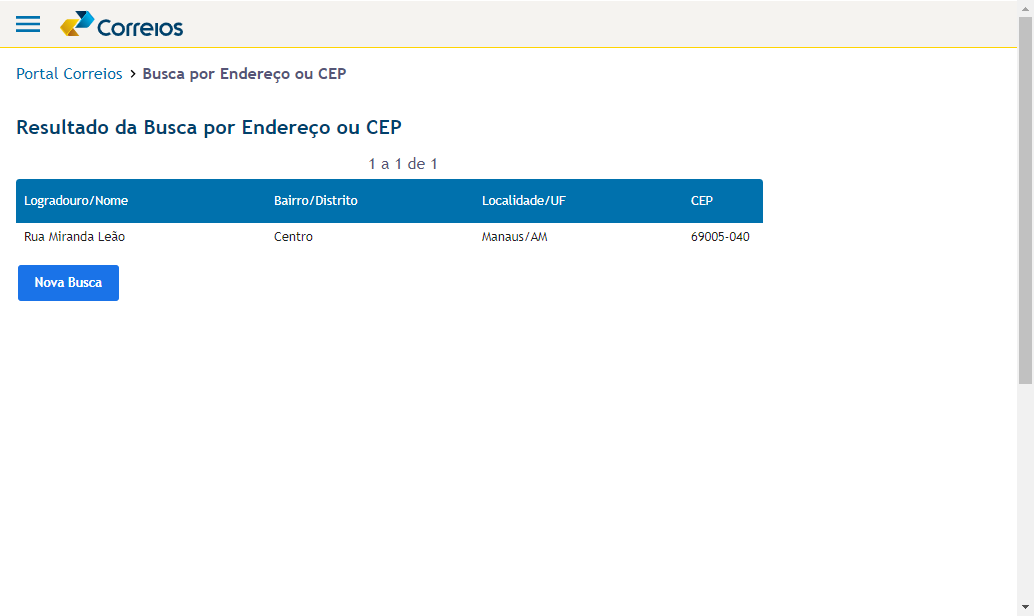 Correios
Portal Correios > Busca por Endereço ou CEP
Resultado da Busca por Endereço ou CEP
1 a 1 de 1
Logradouro/Nome Bairro/Distrito Localidade/UF CEP
Rua Miranda Leão Centro Manaus/AM 69005-040
Nova Busca